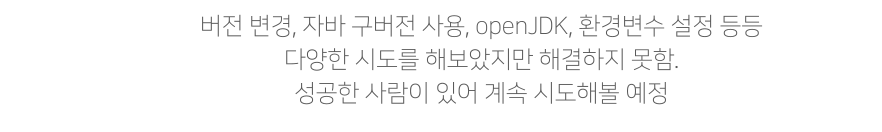 버전 변경, 자바 구버전 사용, openJDK, 환경변수 설정 등등
다양한 시도를 해보았지만 해결하지 못함.
성공한 사람이 있어 계속 시도해볼 예정